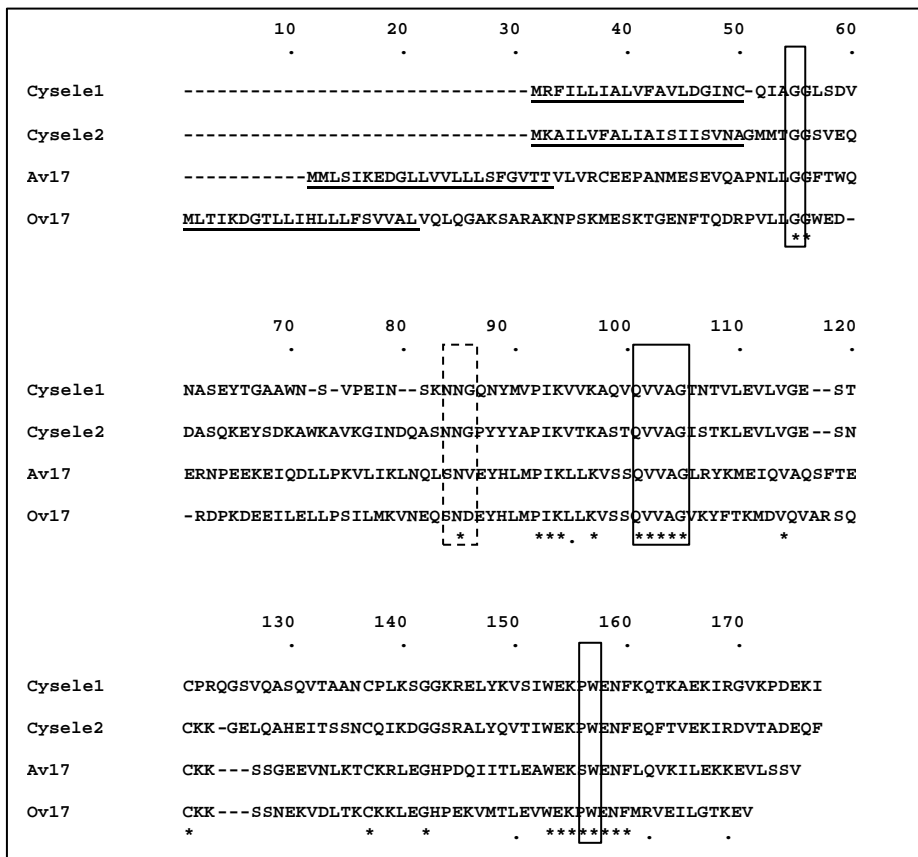 10 20 30 40 50 60
. . . . . .
Cysele1 -------------------------------MRFILLIALVFAVLDGINC-QIAGGLSDV
Cysele2 -------------------------------MKAILVFALIAISIISVNAGMMTGGSVEQ
Av17 -----------MMLSIKEDGLLVVLLLSFGVTTVLVRCEEPANMESEVQAPNLLGGFTWQ
Ov17 MLTIKDGTLLIHLLLFSVVALVQLQGAKSARAKNPSKMESKTGENFTQDRPVLLGGWED-
**
70 80 90 100 110 120
. . . . . .
Cysele1 NASEYTGAAWN-S-VPEIN--SKNNGQNYMVPIKVVKAQVQVVAGTNTVLEVLVGE--ST
Cysele2 DASQKEYSDKAWKAVKGINDQASNNGPYYYAPIKVTKASTQVVAGISTKLEVLVGE--SN
Av17 ERNPEEKEIQDLLPKVLIKLNQLSNVEYHLMPIKLLKVSSQVVAGLRYKMEIQVAQSFTE
Ov17 -RDPKDEEILELLPSILMKVNEQSNDEYHLMPIKLLKVSSQVVAGVKYFTKMDVQVARSQ
* ***. * ***** *
130 140 150 160 170
. . . . .
Cysele1 CPRQGSVQASQVTAANCPLKSGGKRELYKVSIWEKPWENFKQTKAEKIRGVKPDEKI
Cysele2 CKK-GELQAHEITSSNCQIKDGGSRALYQVTIWEKPWENFEQFTVEKIRDVTADEQF
Av17 CKK---SSGEEVNLKTCKRLEGHPDQIITLEAWEKSWENFLQVKILEKKEVLSSV
Ov17 CKK---SSNEKVDLTKCKKLEGHPEKVMTLEVWEKPWENFMRVEILGTKEV
* * * . ******** . .